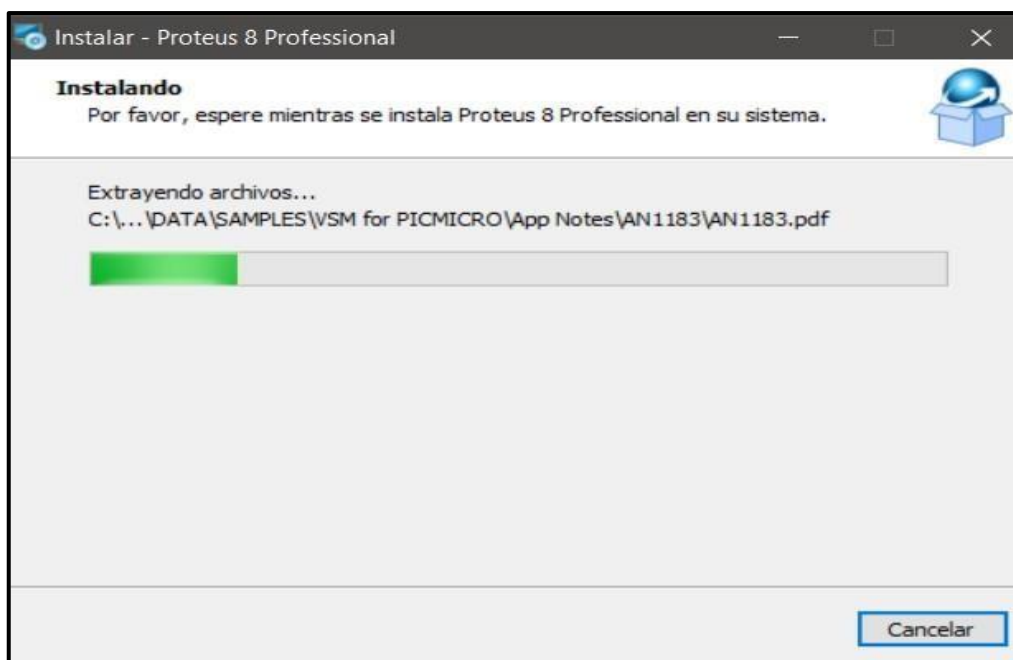 Instalar - Proteus 8 Professional
Instalando
Por favor, espere mientras se instala Proteus 8 Professional en su sistema.
Extrayendo archivos...
C:\...\DATA\SAMPLES\VSM for PICMICRO\App Notes\AN1183\AN1183.pdf
Cancelar